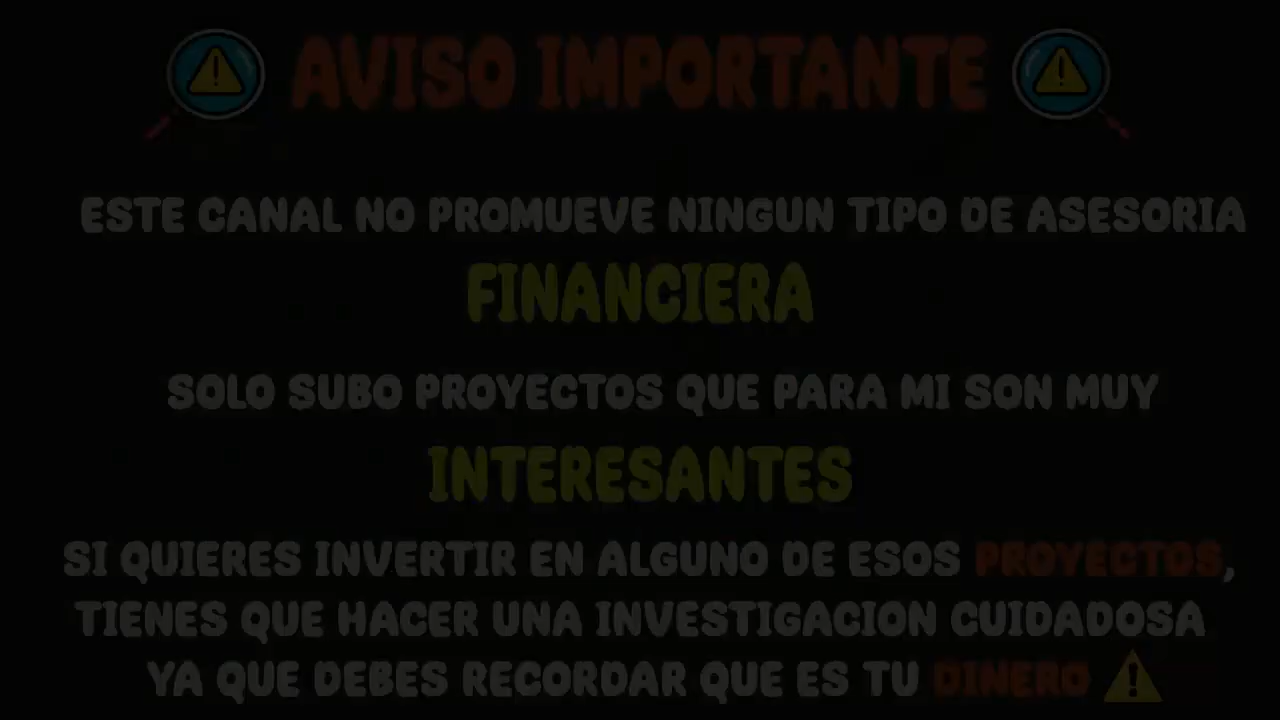 AVISO IMPORTANTE
ESTE CANAL NO PROMUEVE NINGUN TIPO DE ASESORIA
FINANCIERA
SOLO SUBO PROYECTOS QUE PARA MI SON MUY
INTERESANTES
SI QUIERES INVERTIR EN ALGUNO DE ESOS PROYECTOS,
TIENES QUE HACER UNA INVESTIGACION CUIDADOSA
YA QUE DEBES RECORDAR QUE ES TU DINERO